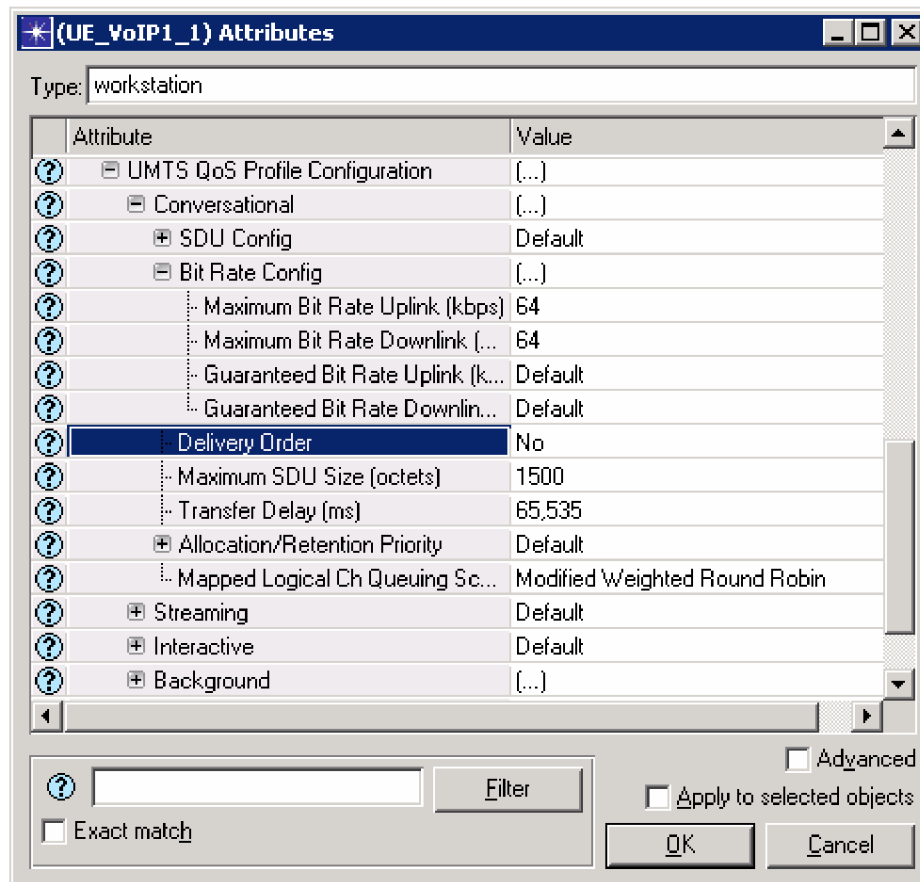 (UE_VoIP1_1) Attributes
Type: workstation
Attribute Value
UMTS QoS Profile Configuration (...)
Conversational (...)
SDU Config Default
Bit Rate Config (...)
Maximum Bit Rate Uplink (kbps) 64
Maximum Bit Rate Downlink (... 64
Guaranteed Bit Rate Uplink (k... Default
Guaranteed Bit Rate Downlin... Default
Delivery Order No
Maximum SDU Size (octets) 1500
Transfer Delay (ms) 65,535
Allocation/Retention Priority Default
Mapped Logical Ch Queuing Sc... Modified Weighted Round Robin
Streaming Default
Interactive Default
Background (...)
Advanced
Filter
Apply to selected objects
Exact match
OK Cancel